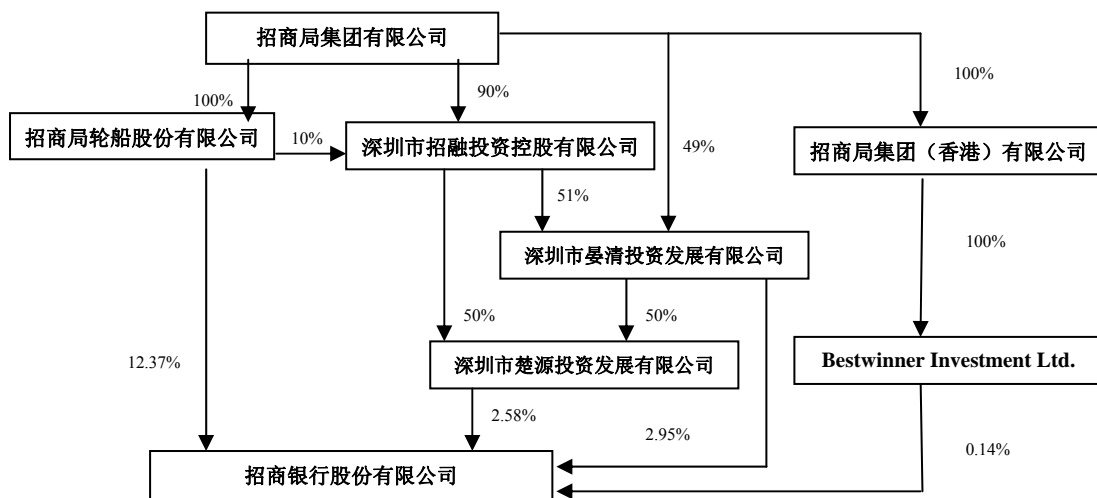 招商局集团有限公司
100%
90%
100%
招商局轮船股份有限公司
10%
深圳市招融投资控股有限公司
49%
招商局集团（香港）有限公司
51%
深圳市晏清投资发展有限公司
100%
50%
50%
12.37%
深圳市楚源投资发展有限公司
Bestwinner Investment Ltd.
2.58%
2.95%
0.14%
招商银行股份有限公司